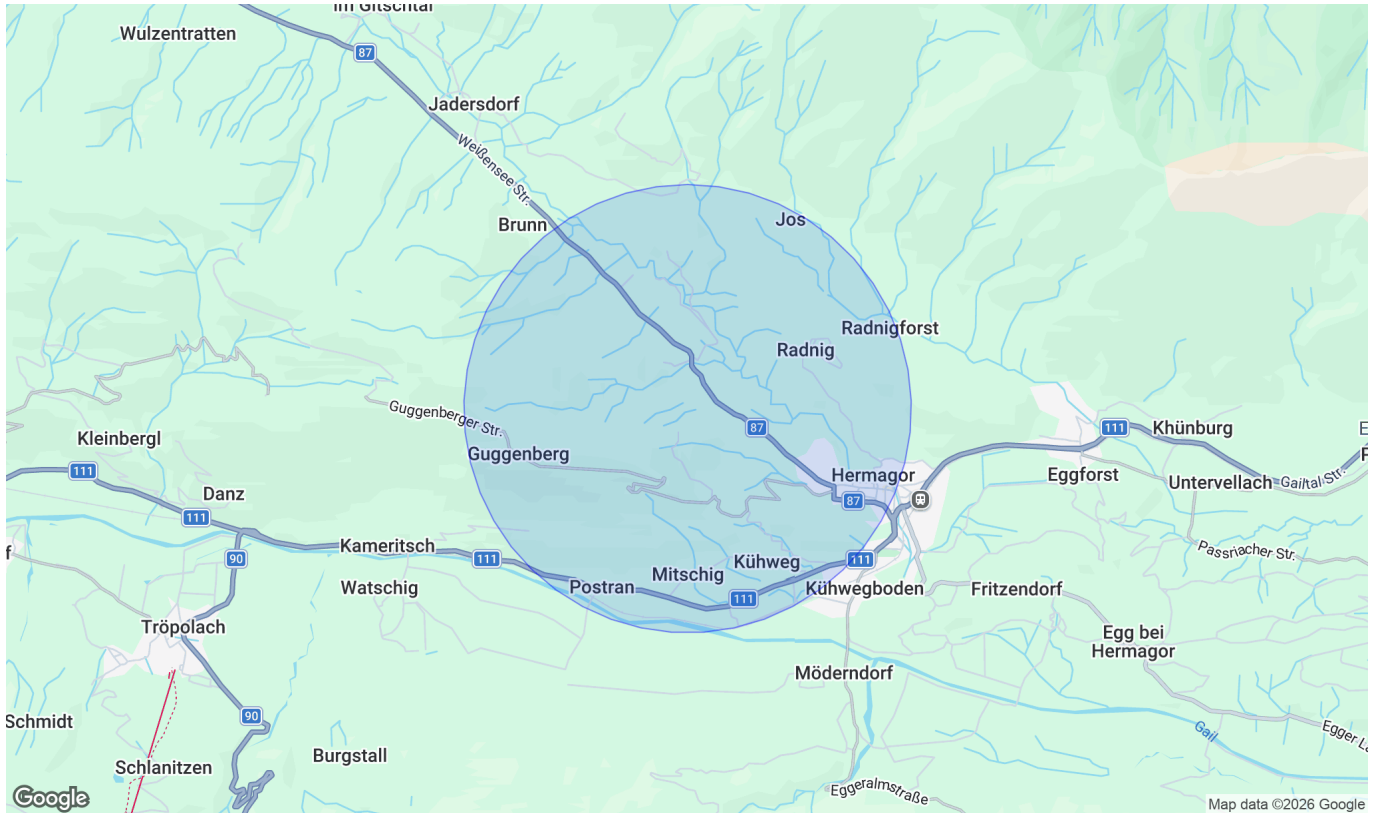 im Gitschtal
Wulzentratten
87
Jadersdorf
Weißensee Str.
Brunn
Jos
Radnigforst
Radnig
Guggenberger Str.
87
111
Khünburg
Kleinbergl
Guggenberg
111
Hermagor
Eggforst
Untervellach
Gailtal Str.
Danz
87
111
Kameritsch
Passriacher Str.
90
111
Kühweg
111
Mitschig
Watschig
Postran
111
Kühwegboden
Fritzendorf
Tröpolach
Egg bei
Hermagor
Möderndorf
90
Schmidt
Gail
Burgstall
Schlanitzen
Eggeralmstraße
Google
Map data ©2026 Google